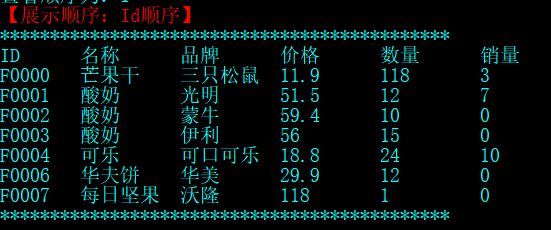 【展示顺序：Id顺序】
*********************************************
ID 名称 品牌 价格 数量 销量
F0000 芒果干 三只松鼠 11.9 118 3
F0001 酸奶 光明 51.5 12 7
F0002 酸奶 蒙牛 59.4 10 0
F0003 酸奶 伊利 56 15 0
F0004 可乐 可口可乐 18.8 24 10
F0006 华夫饼 华美 29.9 12 0
F0007 每日坚果 沃隆 118 1 0
*********************************************